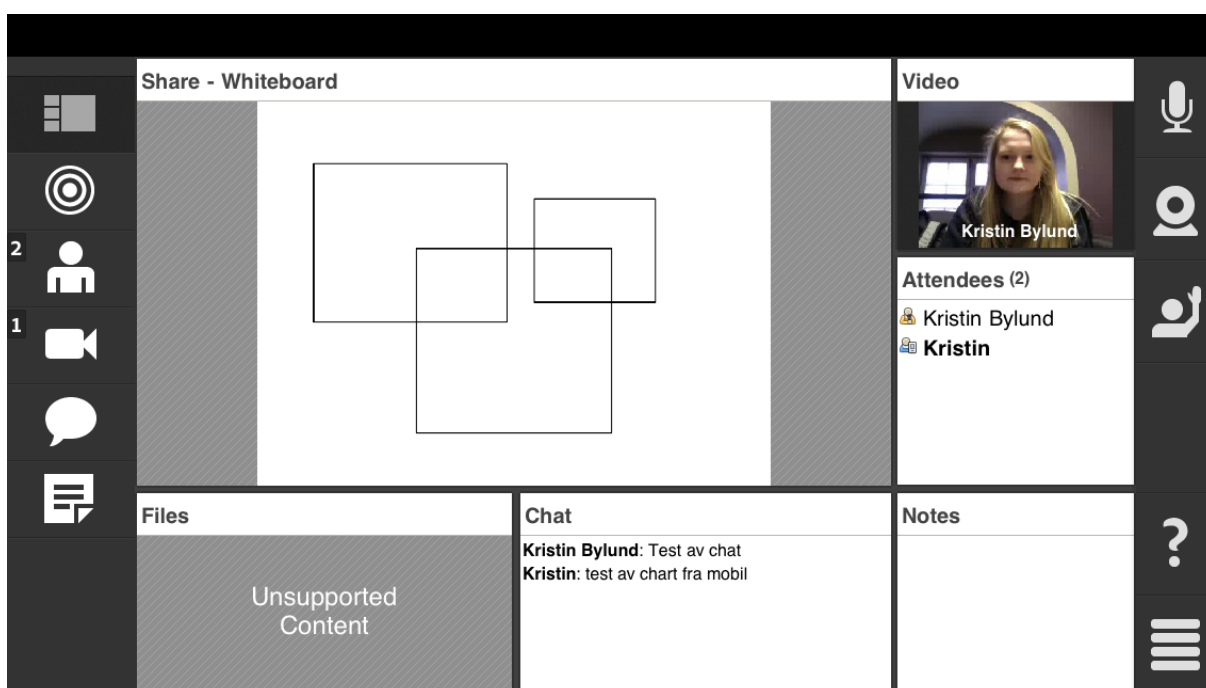 Share - Whiteboard
Video
Kristin Bylund
2
1
Attendees (2)
Kristin Bylund
Kristin
Files
Unsupported
Content
Chat
Kristin Bylund: Test av chat
Kristin: test av chart fra mobil
Notes
?